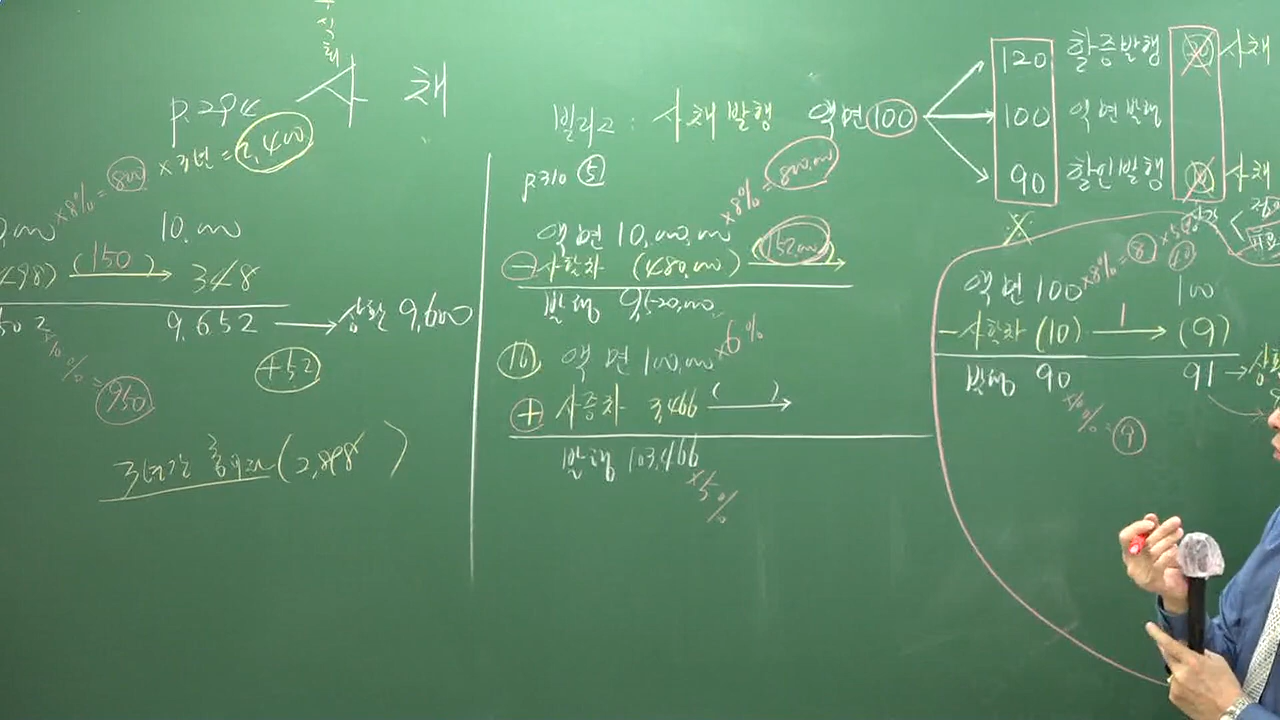 사 채
×3년 = 2,400
×8% = 800
10,000
498) (150) → 348
502 9,652 → 상환 9,600
×10% = 950
+52
3년간 총이자 (2,898)
빌리고 : 사채발행 액면 100
120 할증발행 사채
100 액면발행
90 할인발행 사채
p.310 ⑤
액면 10,000,000 ×8% = 800,000
- 사할차 (480,000) 152,000 →
발행 9,520,000
⑩ 액면 100,000 ×6%
+ 사증차 3,466 ( ) →
발행 103,466
×5%
액면 100 ×8% = 8 100
- 사할차 (10) 1 → (9)
발행 90 91 →
×10% = 9